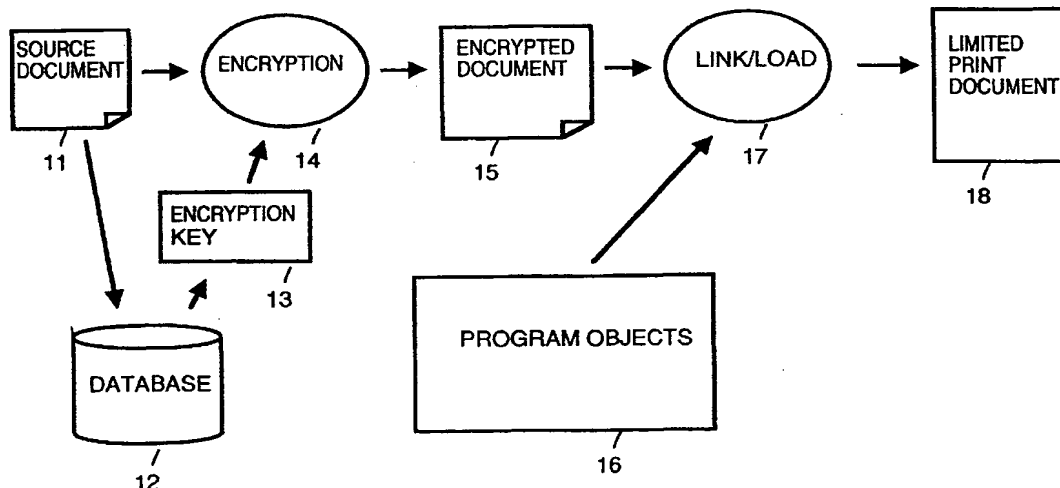 SOURCE
DOCUMENT
11
ENCRYPTION
14
ENCRYPTED
DOCUMENT
15
LINK/LOAD
17
LIMITED
PRINT
DOCUMENT
18
ENCRYPTION
KEY
13
DATABASE
12
PROGRAM OBJECTS
16